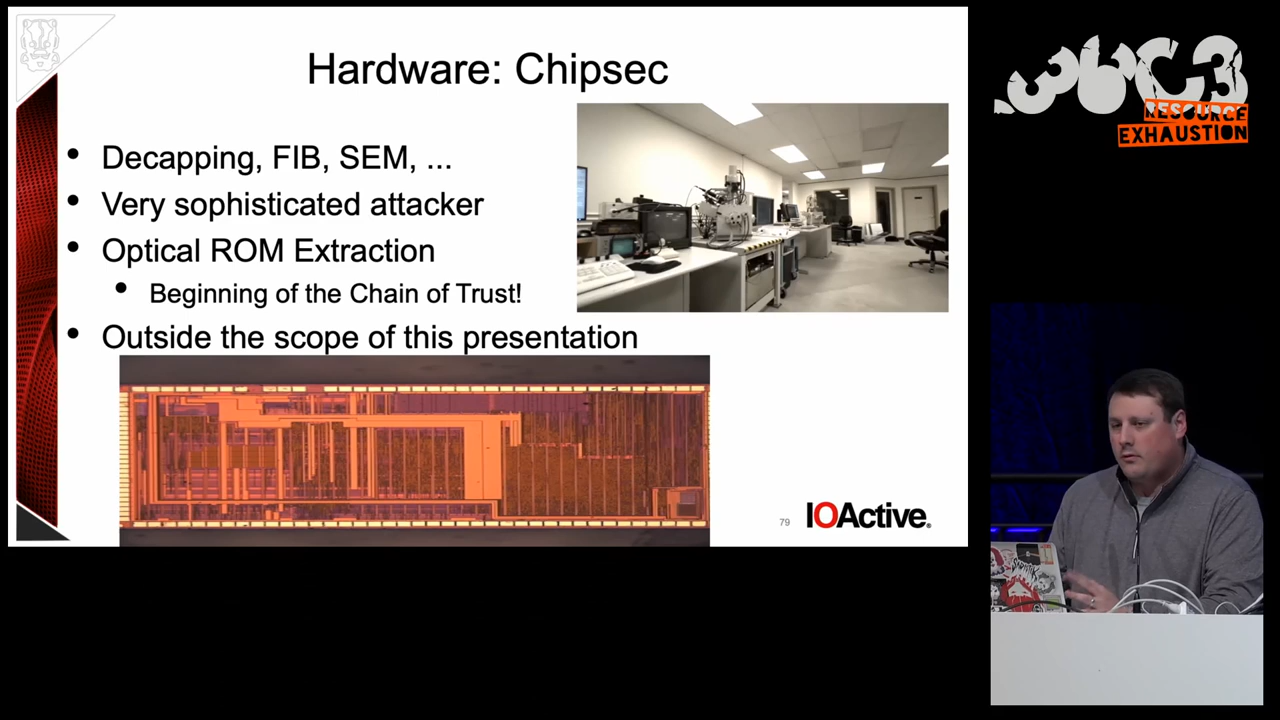 Hardware: Chipsec
• Decapping, FIB, SEM, ...
• Very sophisticated attacker
• Optical ROM Extraction
• Beginning of the Chain of Trust!
• Outside the scope of this presentation
79
IOActive.
36C3
RESOURCE
EXHAUSTION